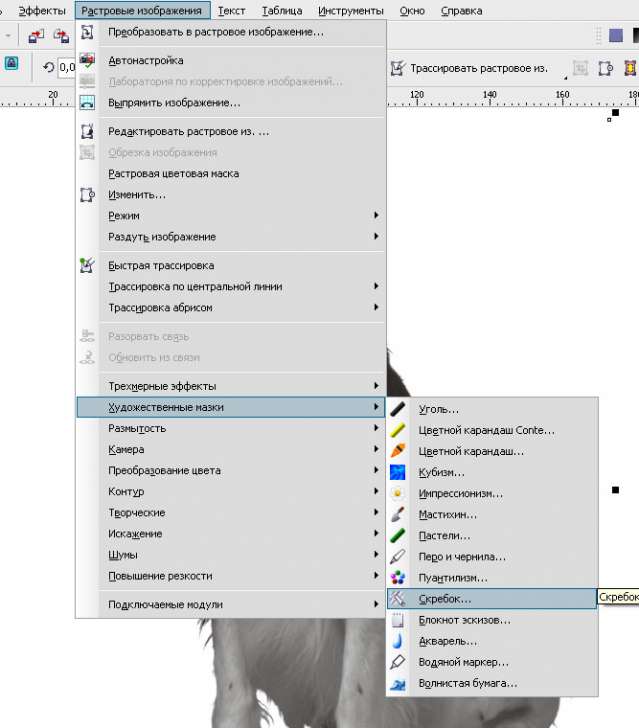 Эффекты Растровые изображения Текст Таблица Инструменты Окно Справка
Преобразовать в растровое изображение...
0,0
Автонастройка
Трассировать растровое из.
Лаборатория по корректировке изображений...
Выпрямить изображение...
20 120 140 160 180
Редактировать растровое из. ...
Обрезка изображения
Растровая цветовая маска
Изменить...
Режим
Раздуть изображение
Быстрая трассировка
Трассировка по центральной линии
Трассировка абрисом
Разорвать связь
Обновить из связи
Трехмерные эффекты
Художественные мазки
Размытость
Камера
Преобразование цвета
Контур
Творческие
Искажение
Шумы
Повышение резкости
Подключаемые модули
Уголь...
Цветной карандаш Conte...
Цветной карандаш...
Кубизм...
Импрессионизм...
Мастихин...
Пастели...
Перо и чернила...
Пуантилизм...
Скребок...
Скребок
Блокнот эскизов...
Акварель...
Водяной маркер...
Волнистая бумага...